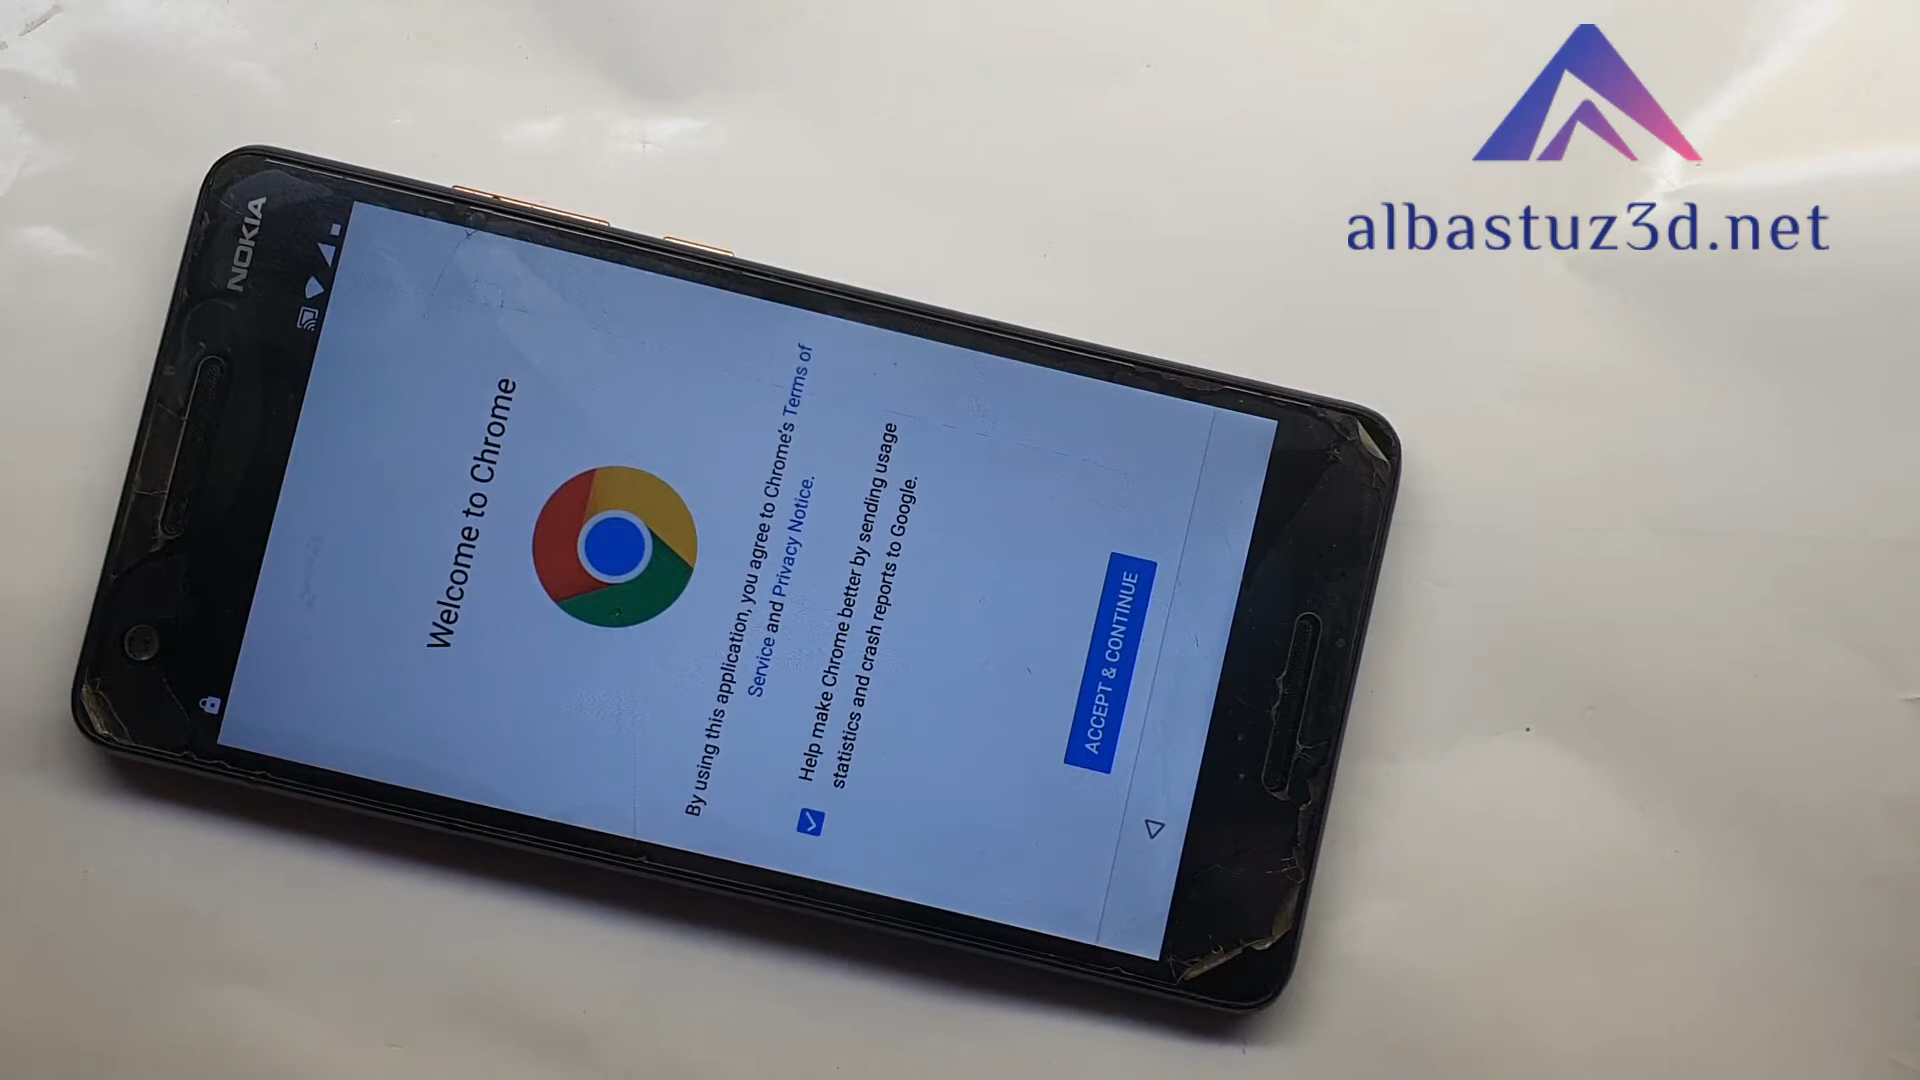 albastuz3d.net
NOKIA
Welcome to Chrome
By using this application, you agree to Chrome's Terms of
Service and Privacy Notice.
Help make Chrome better by sending usage
statistics and crash reports to Google.
ACCEPT & CONTINUE